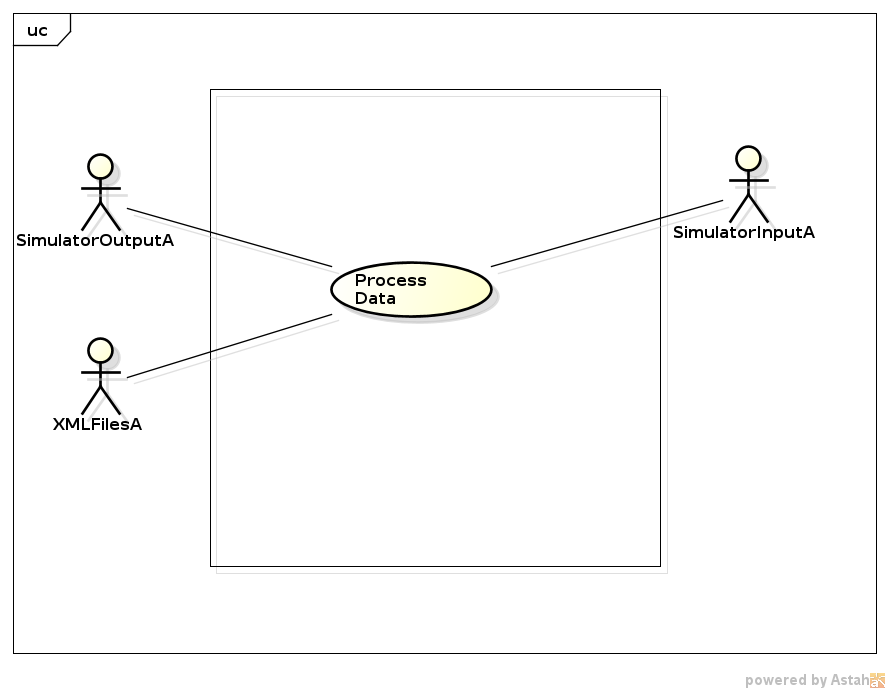 uc
SimulatorOutputA
SimulatorInputA
Process
Data
XMLFilesA
powered by Astah